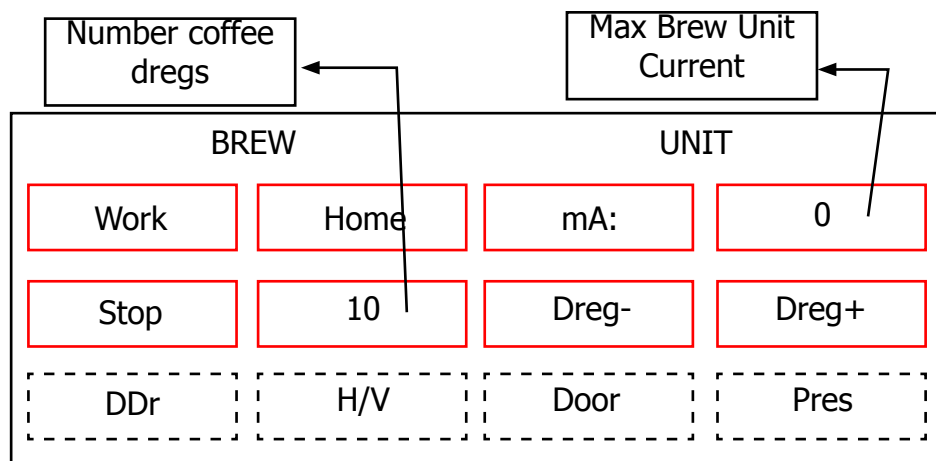 Number coffee
dregs
Max Brew Unit
Current
BREW UNIT
Work Home mA: 0
Stop 10 Dreg- Dreg+
DDr H/V Door Pres